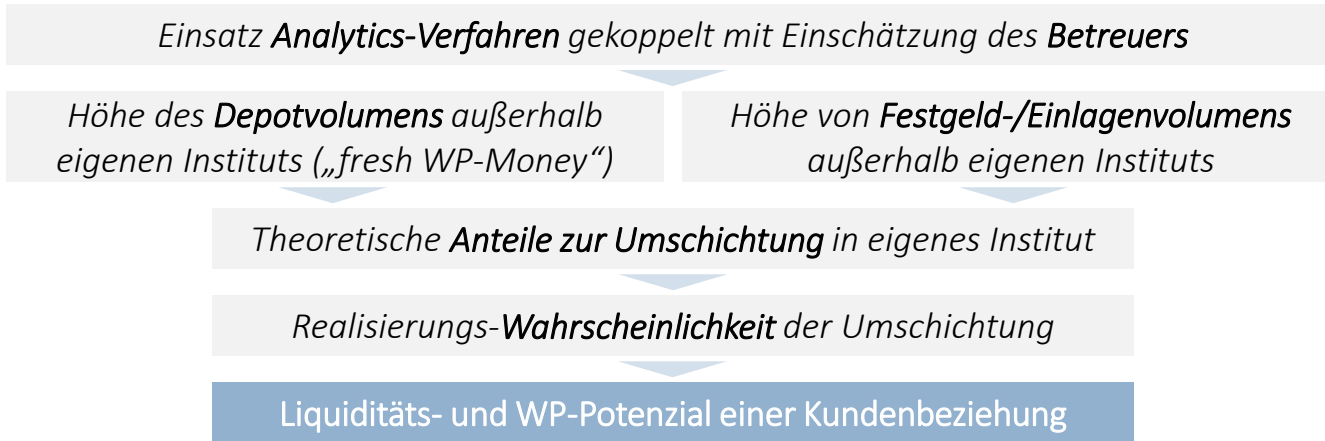 Einsatz Analytics-Verfahren gekoppelt mit Einschätzung des Betreuers
Höhe des Depotvolumens außerhalb
eigenen Instituts („fresh WP-Money“)
Höhe von Festgeld-/Einlagenvolumens
außerhalb eigenen Instituts
Theoretische Anteile zur Umschichtung in eigenes Institut
Realisierungs-Wahrscheinlichkeit der Umschichtung
Liquiditäts- und WP-Potenzial einer Kundenbeziehung